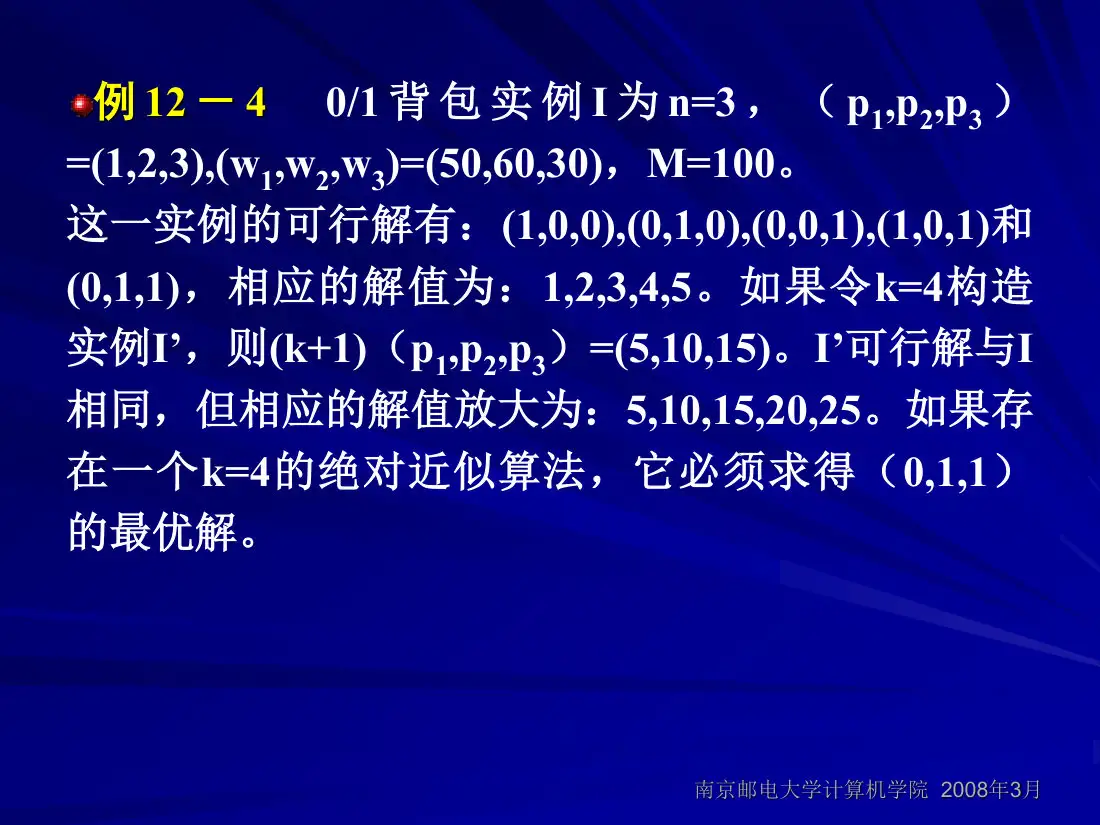 例12－4 0/1背包实例I为n=3，（p1,p2,p3）
=(1,2,3),(w1,w2,w3)=(50,60,30)，M=100。
这一实例的可行解有：(1,0,0),(0,1,0),(0,0,1),(1,0,1)和
(0,1,1)，相应的解值为：1,2,3,4,5。如果令k=4构造
实例I’，则(k+1)（p1,p2,p3）=(5,10,15)。I’可行解与I
相同，但相应的解值放大为：5,10,15,20,25。如果存
在一个k=4的绝对近似算法，它必须求得（0,1,1）
的最优解。
南京邮电大学计算机学院 2008年3月